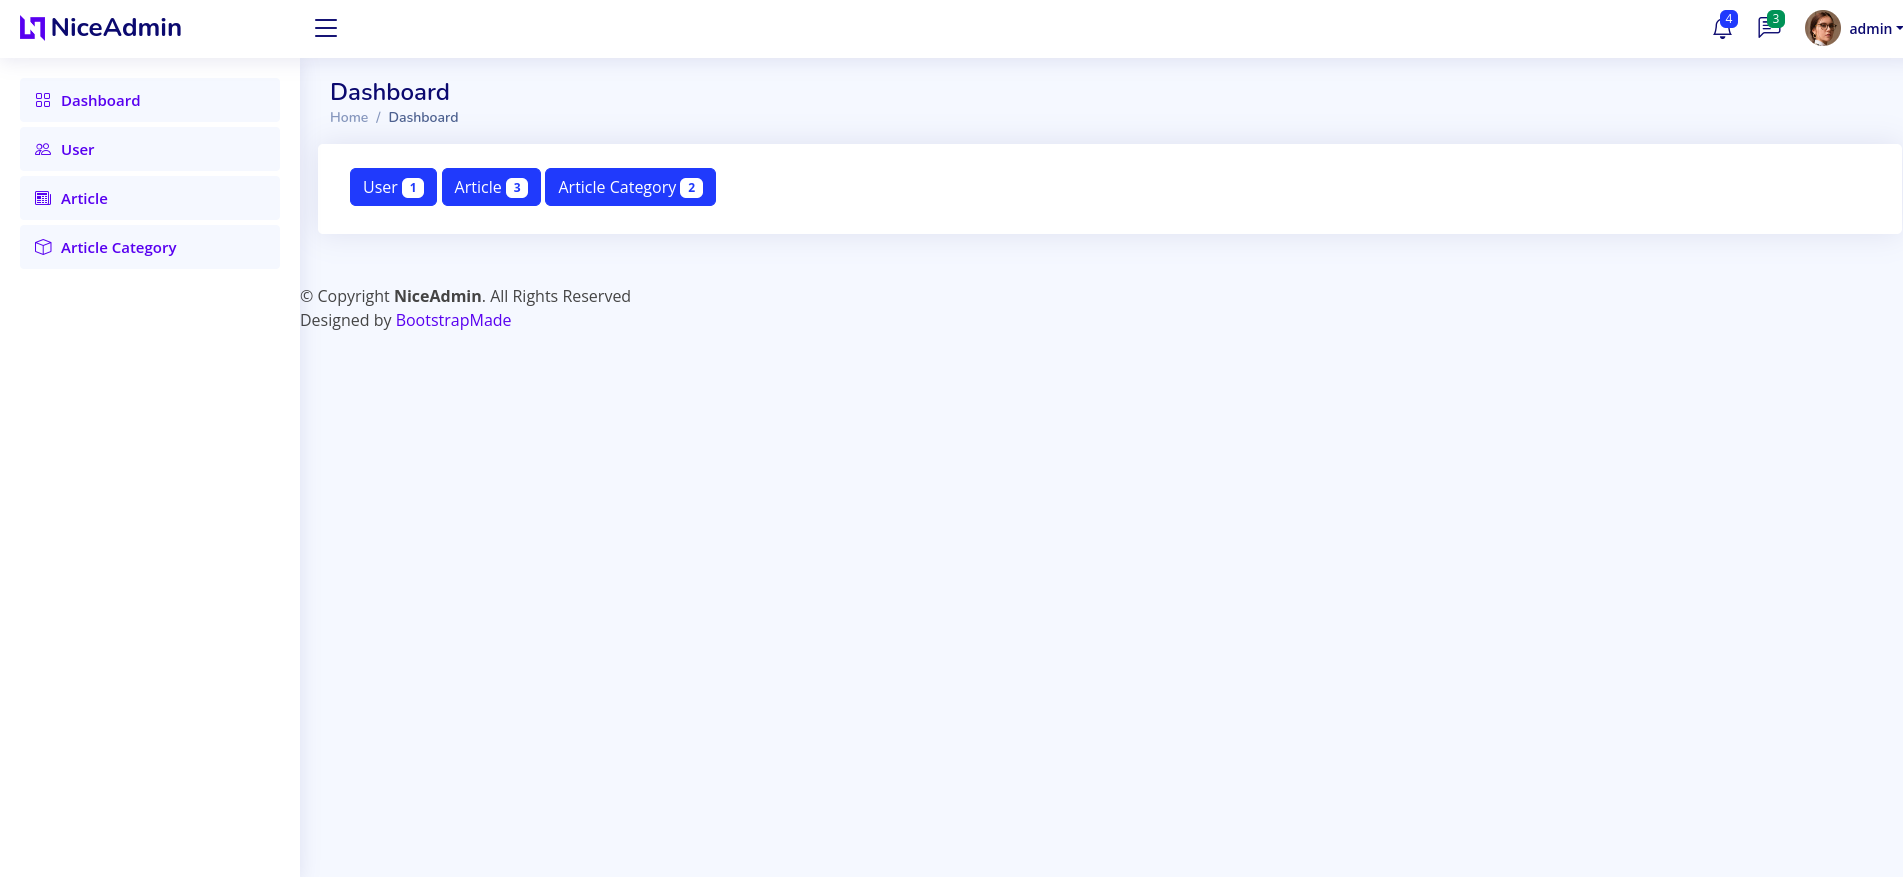 NiceAdmin
4
3
admin
Dashboard
User
Article
Article Category
Dashboard
Home / Dashboard
User 1 Article 3 Article Category 2
© Copyright NiceAdmin. All Rights Reserved
Designed by BootstrapMade